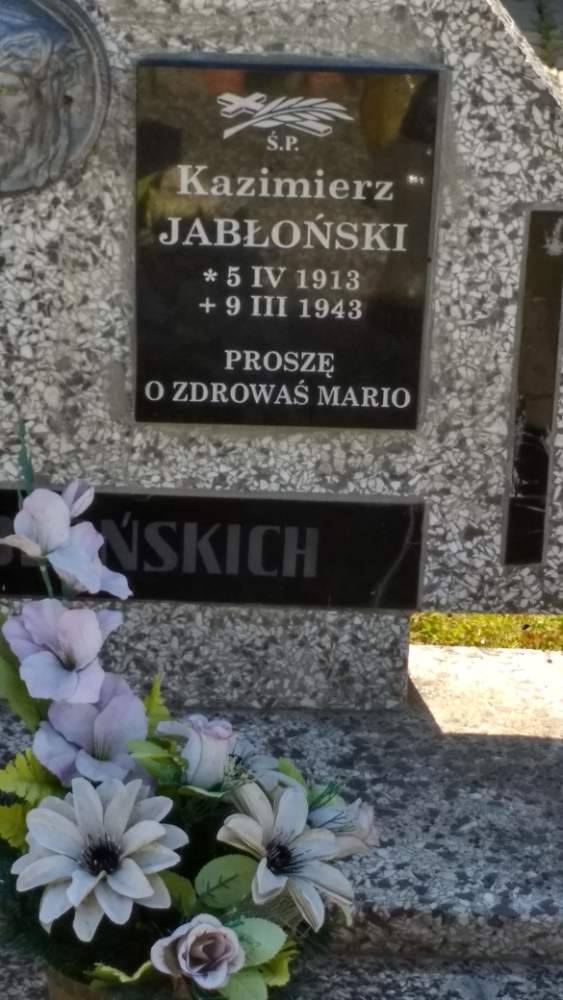 Ś.P.
Kazimierz
JABŁOŃSKI
* 5 IV 1913
+ 9 III 1943
PROSZĘ
O ZDROWAŚ MARIO